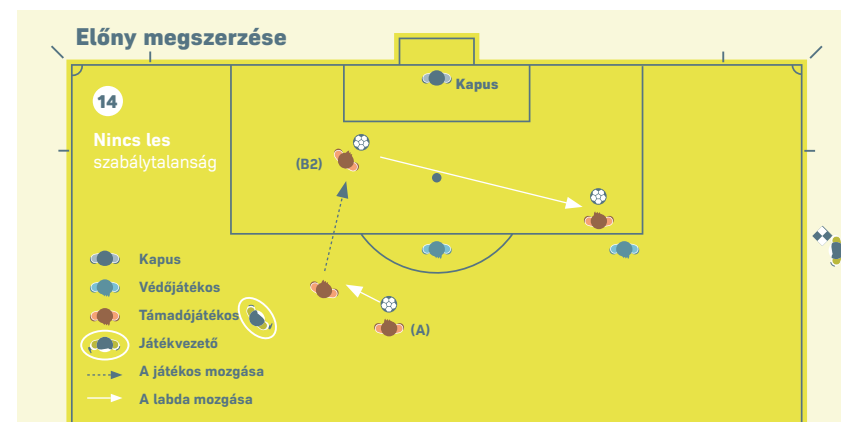 Előny megszerzése
14
Nincs les
szabálytalanság
Kapus
(B2)
(A)
Kapus
Védőjátékos
Támadójátékos
Játékvezető
A játékos mozgása
A labda mozgása